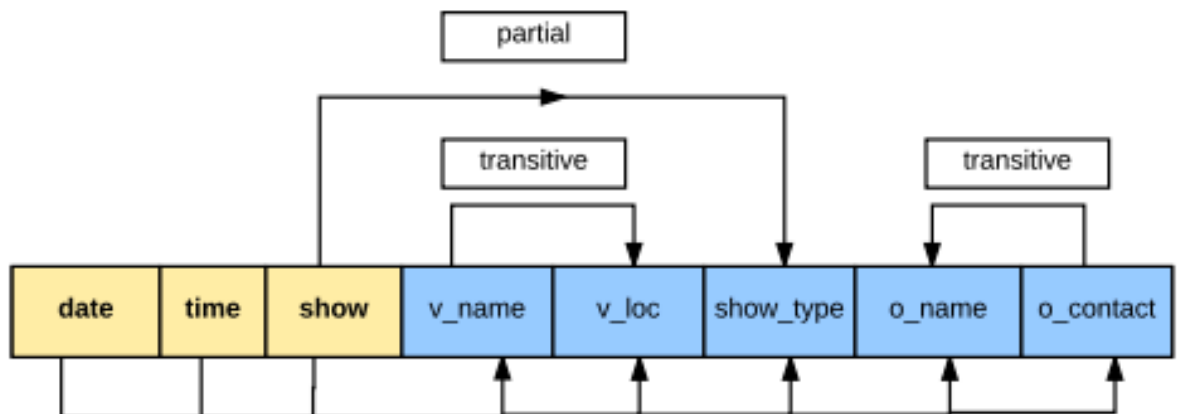 partial
transitive
transitive
date time show v_name v_loc show_type o_name o_contact